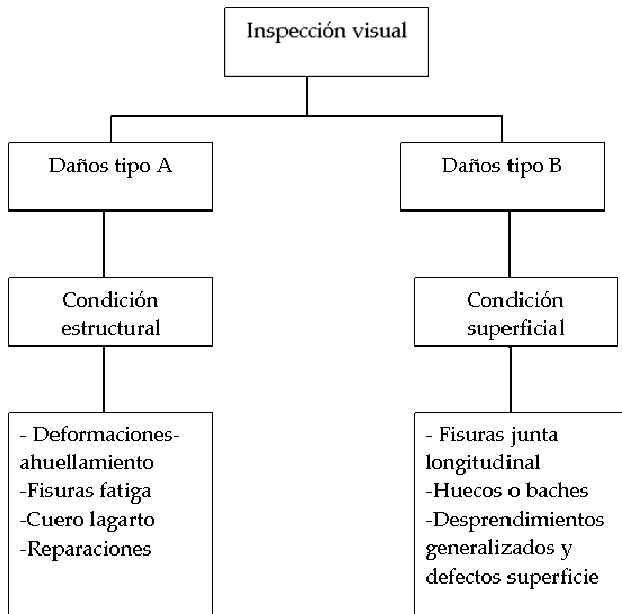 Inspección visual
Daños tipo A
Daños tipo B
Condición
estructural
Condición
superficial
- Deformaciones-
ahuellamiento
-Fisuras fatiga
-Cuero lagarto
-Reparaciones
- Fisuras junta
longitudinal
-Huecos o baches
-Desprendimientos
generalizados y
defectos superficie